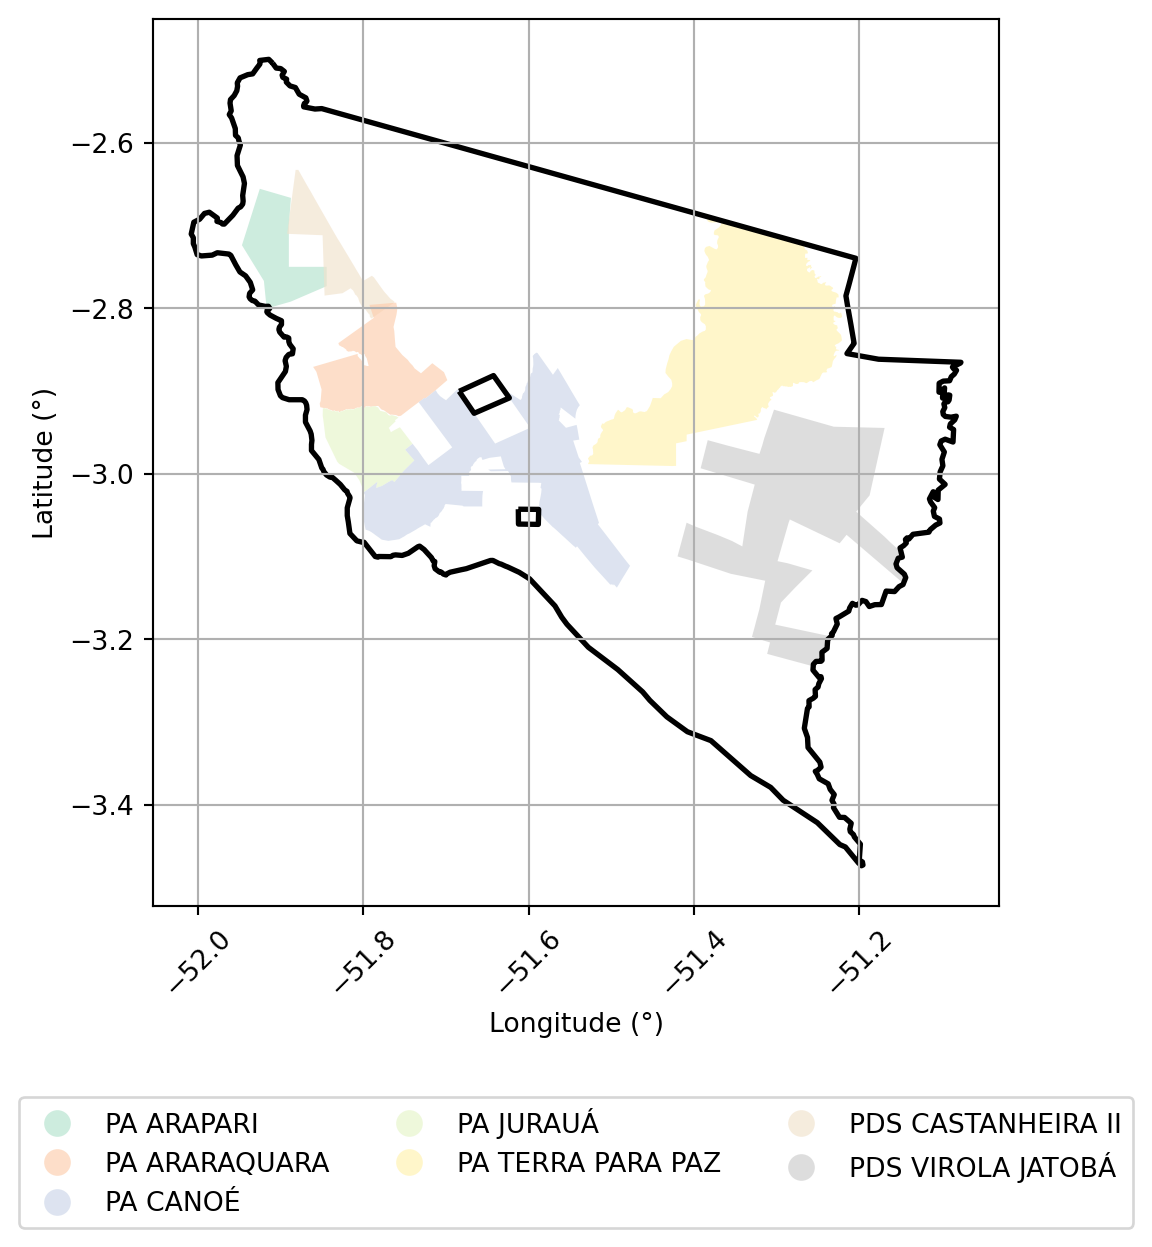 −2.6
−2.8
−3.0
−3.2
−3.4
Latitude (°)
−52.0
−51.8
−51.6
−51.4
−51.2
Longitude (°)
PA ARAPARI
PA ARARAQUARA
PA CANOÉ
PA JURAUÁ
PA TERRA PARA PAZ
PDS CASTANHEIRA II
PDS VIROLA JATOBÁ